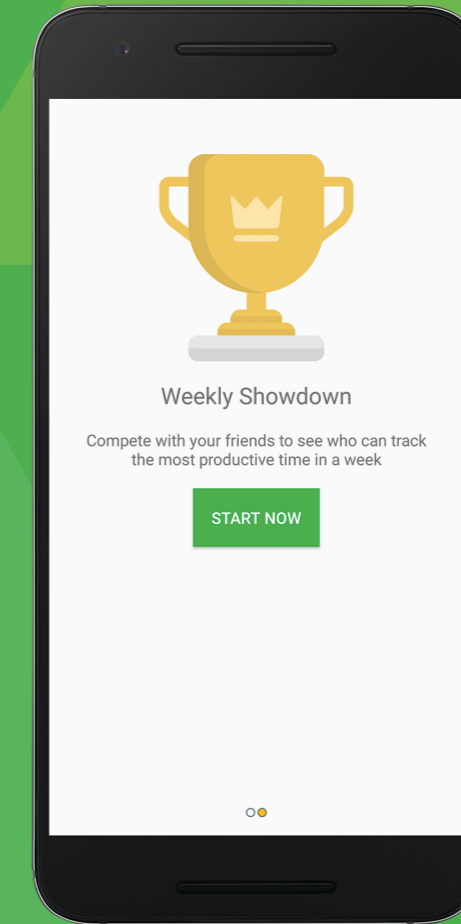 Weekly Showdown
Compete with your friends to see who can track
the most productive time in a week
START NOW